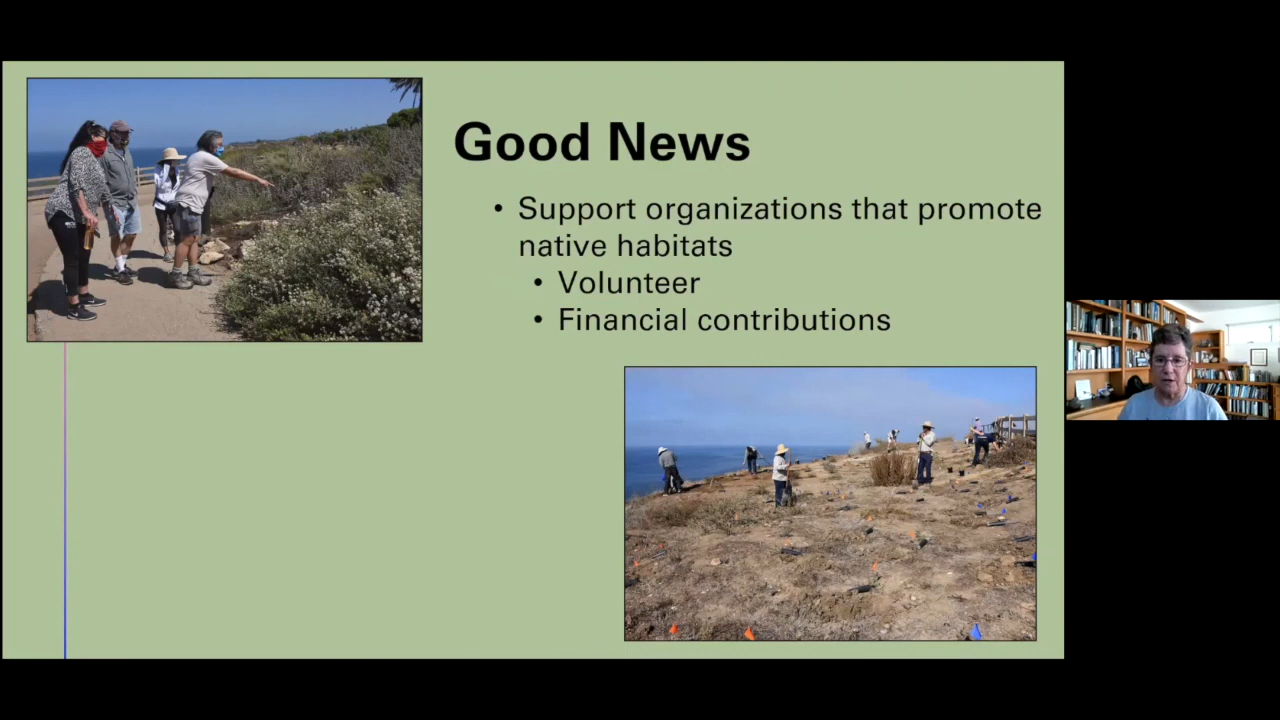 Good News
• Support organizations that promote
native habitats
• Volunteer
• Financial contributions